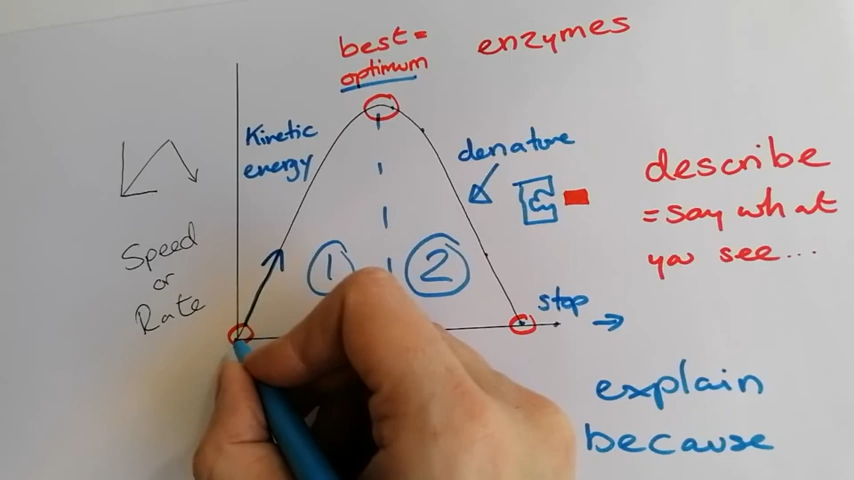 best =
optimum
enzymes
Kinetic
energy
denature
describe
= say what
you see...
Speed
or
Rate
1
2
stop
explain
because